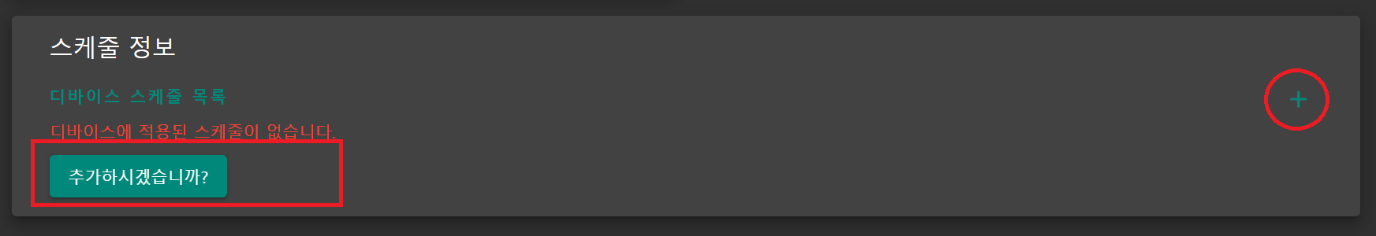 스케줄 정보
디바이스 스케줄 목록
디바이스에 적용된 스케줄이 없습니다.
추가하시겠습니까?